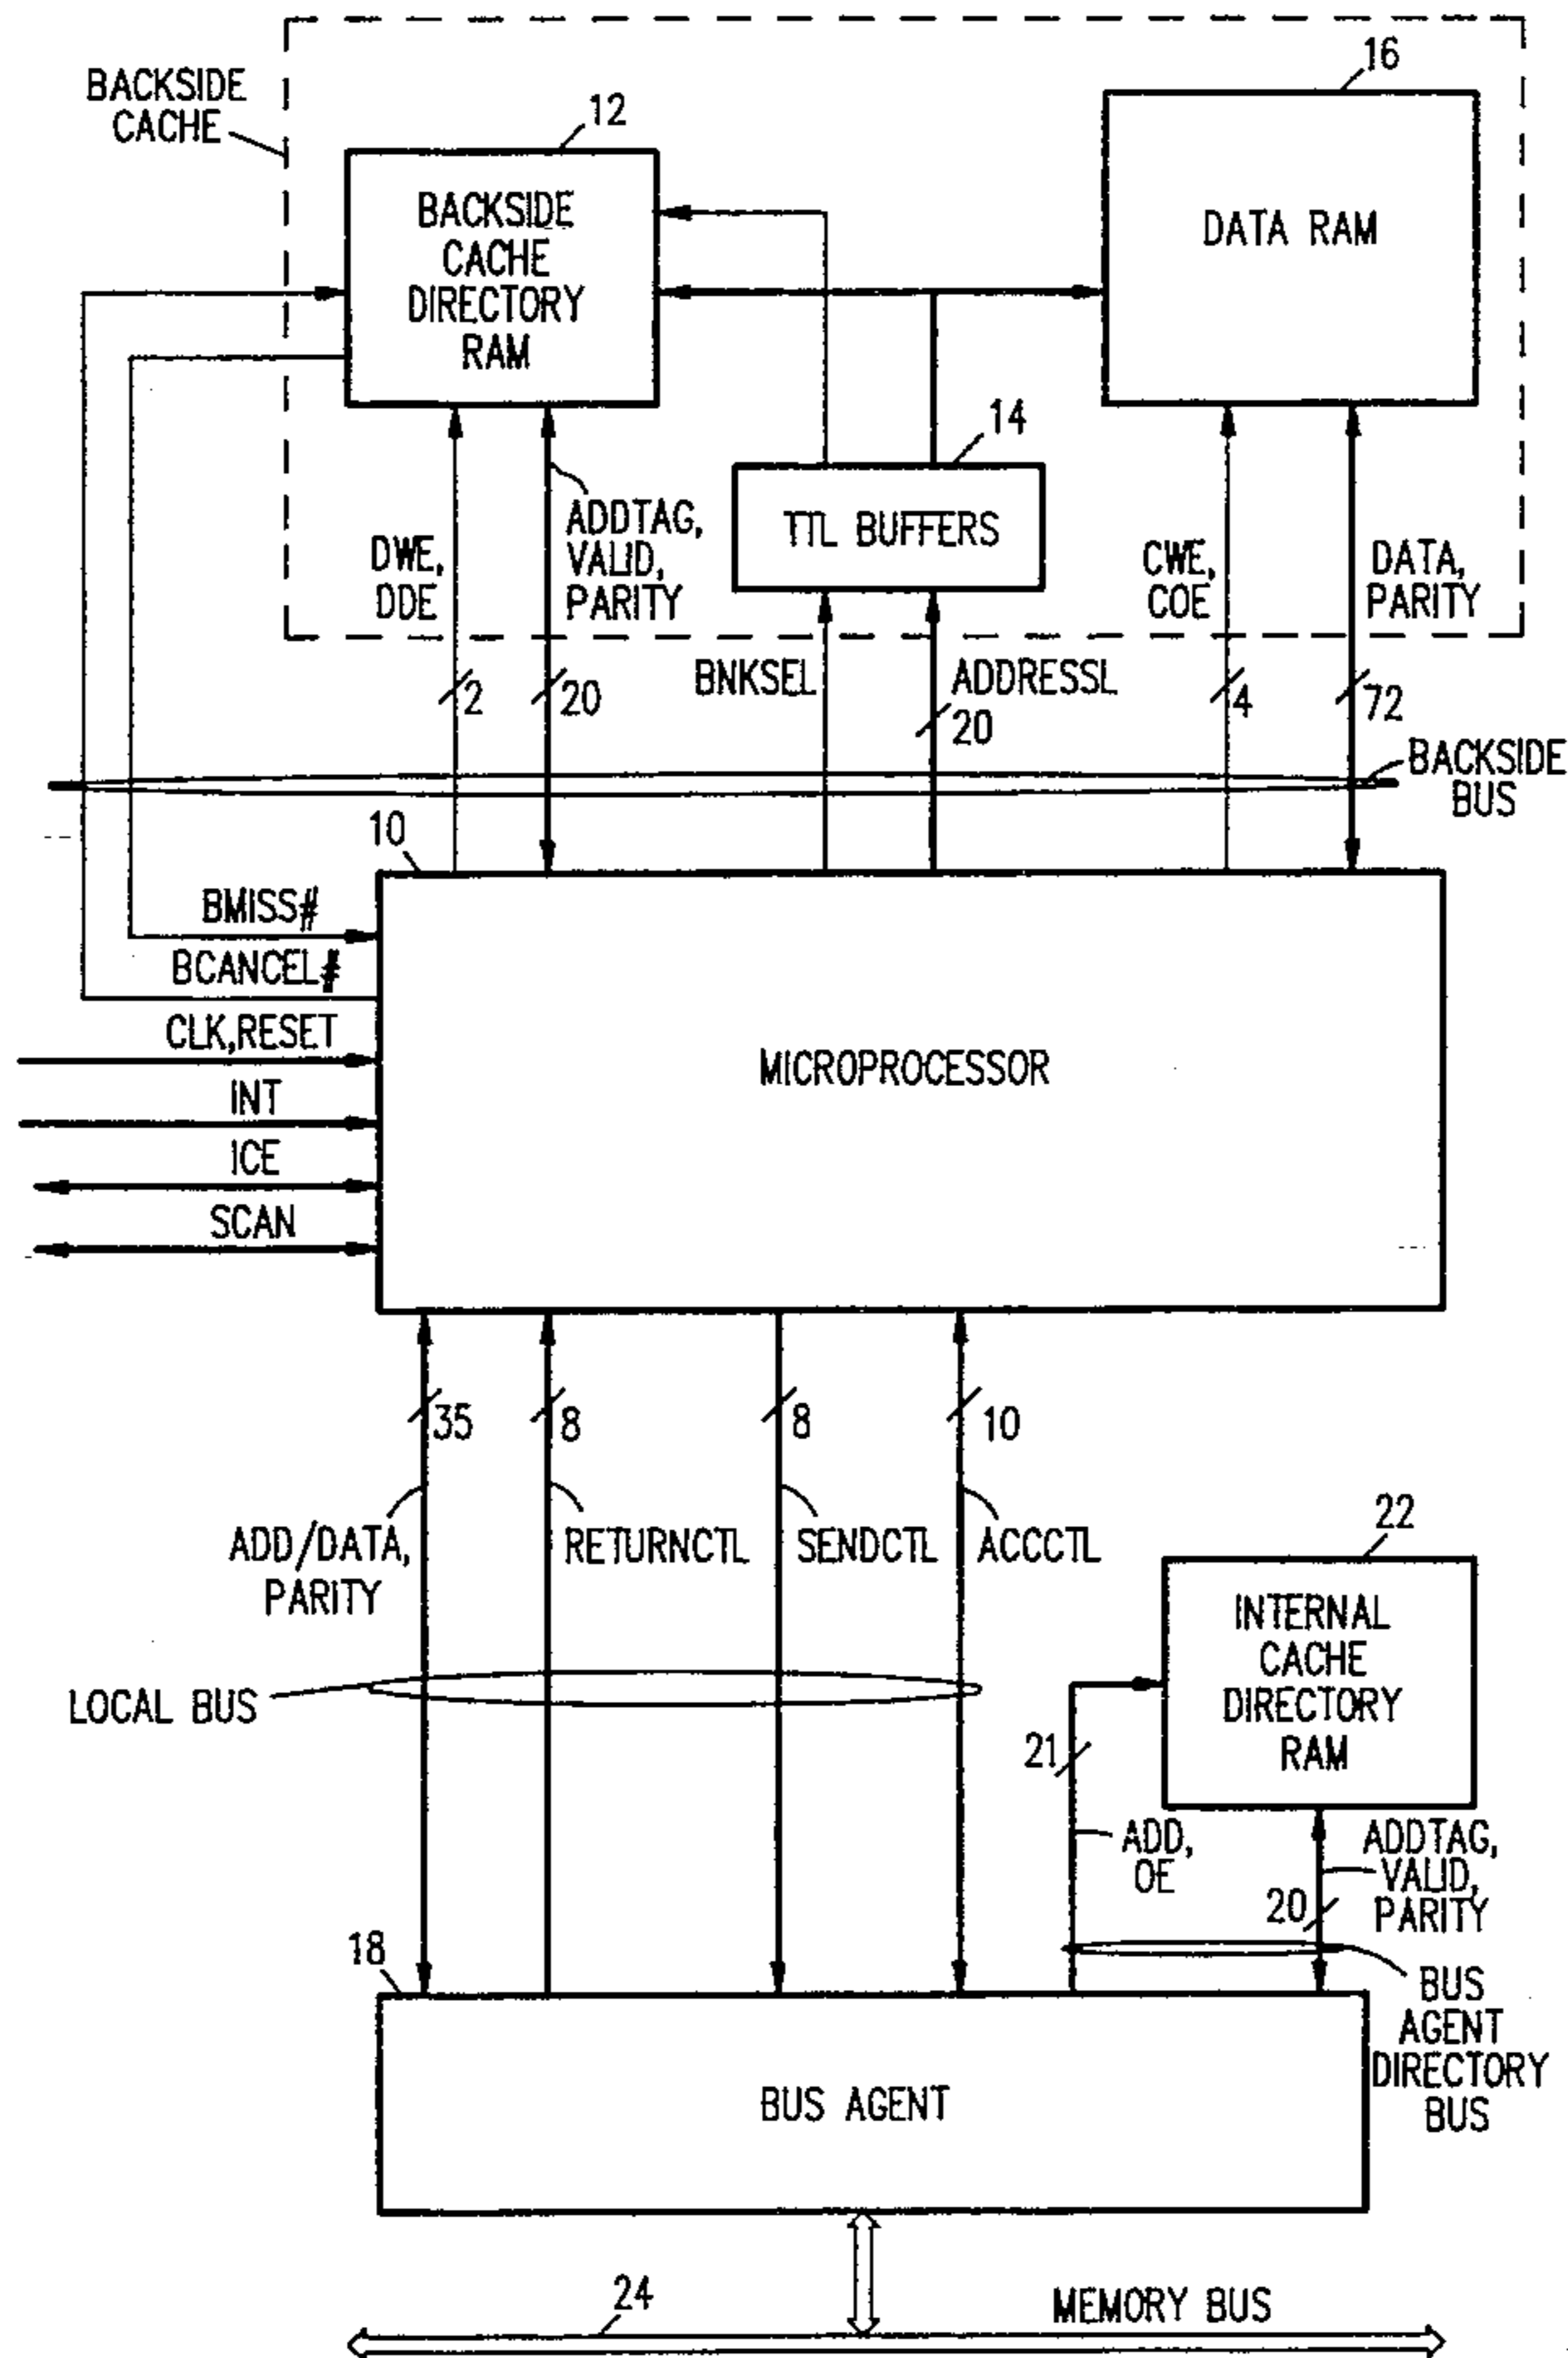 BACKSIDE
CACHE
12
16
BACKSIDE
CACHE
DIRECTORY
RAM
DATA RAM
14
TTL BUFFERS
DWE,
DDE
ADDTAG,
VALID,
PARITY
CWE,
COE
DATA,
PARITY
2
20
BNKSEL
ADDRESSL
20
4
72
BACKSIDE
BUS
10
BMISS#
BCANCEL#
CLK,RESET
INT
ICE
SCAN
MICROPROCESSOR
35
8
8
10
ADD/DATA,
PARITY
RETURNCTL
SENDCTL
ACCCTL
22
INTERNAL
CACHE
DIRECTORY
RAM
LOCAL BUS
21
ADD,
OE
ADDTAG,
VALID,
PARITY
20
18
BUS
AGENT
DIRECTORY
BUS
BUS AGENT
24
MEMORY BUS